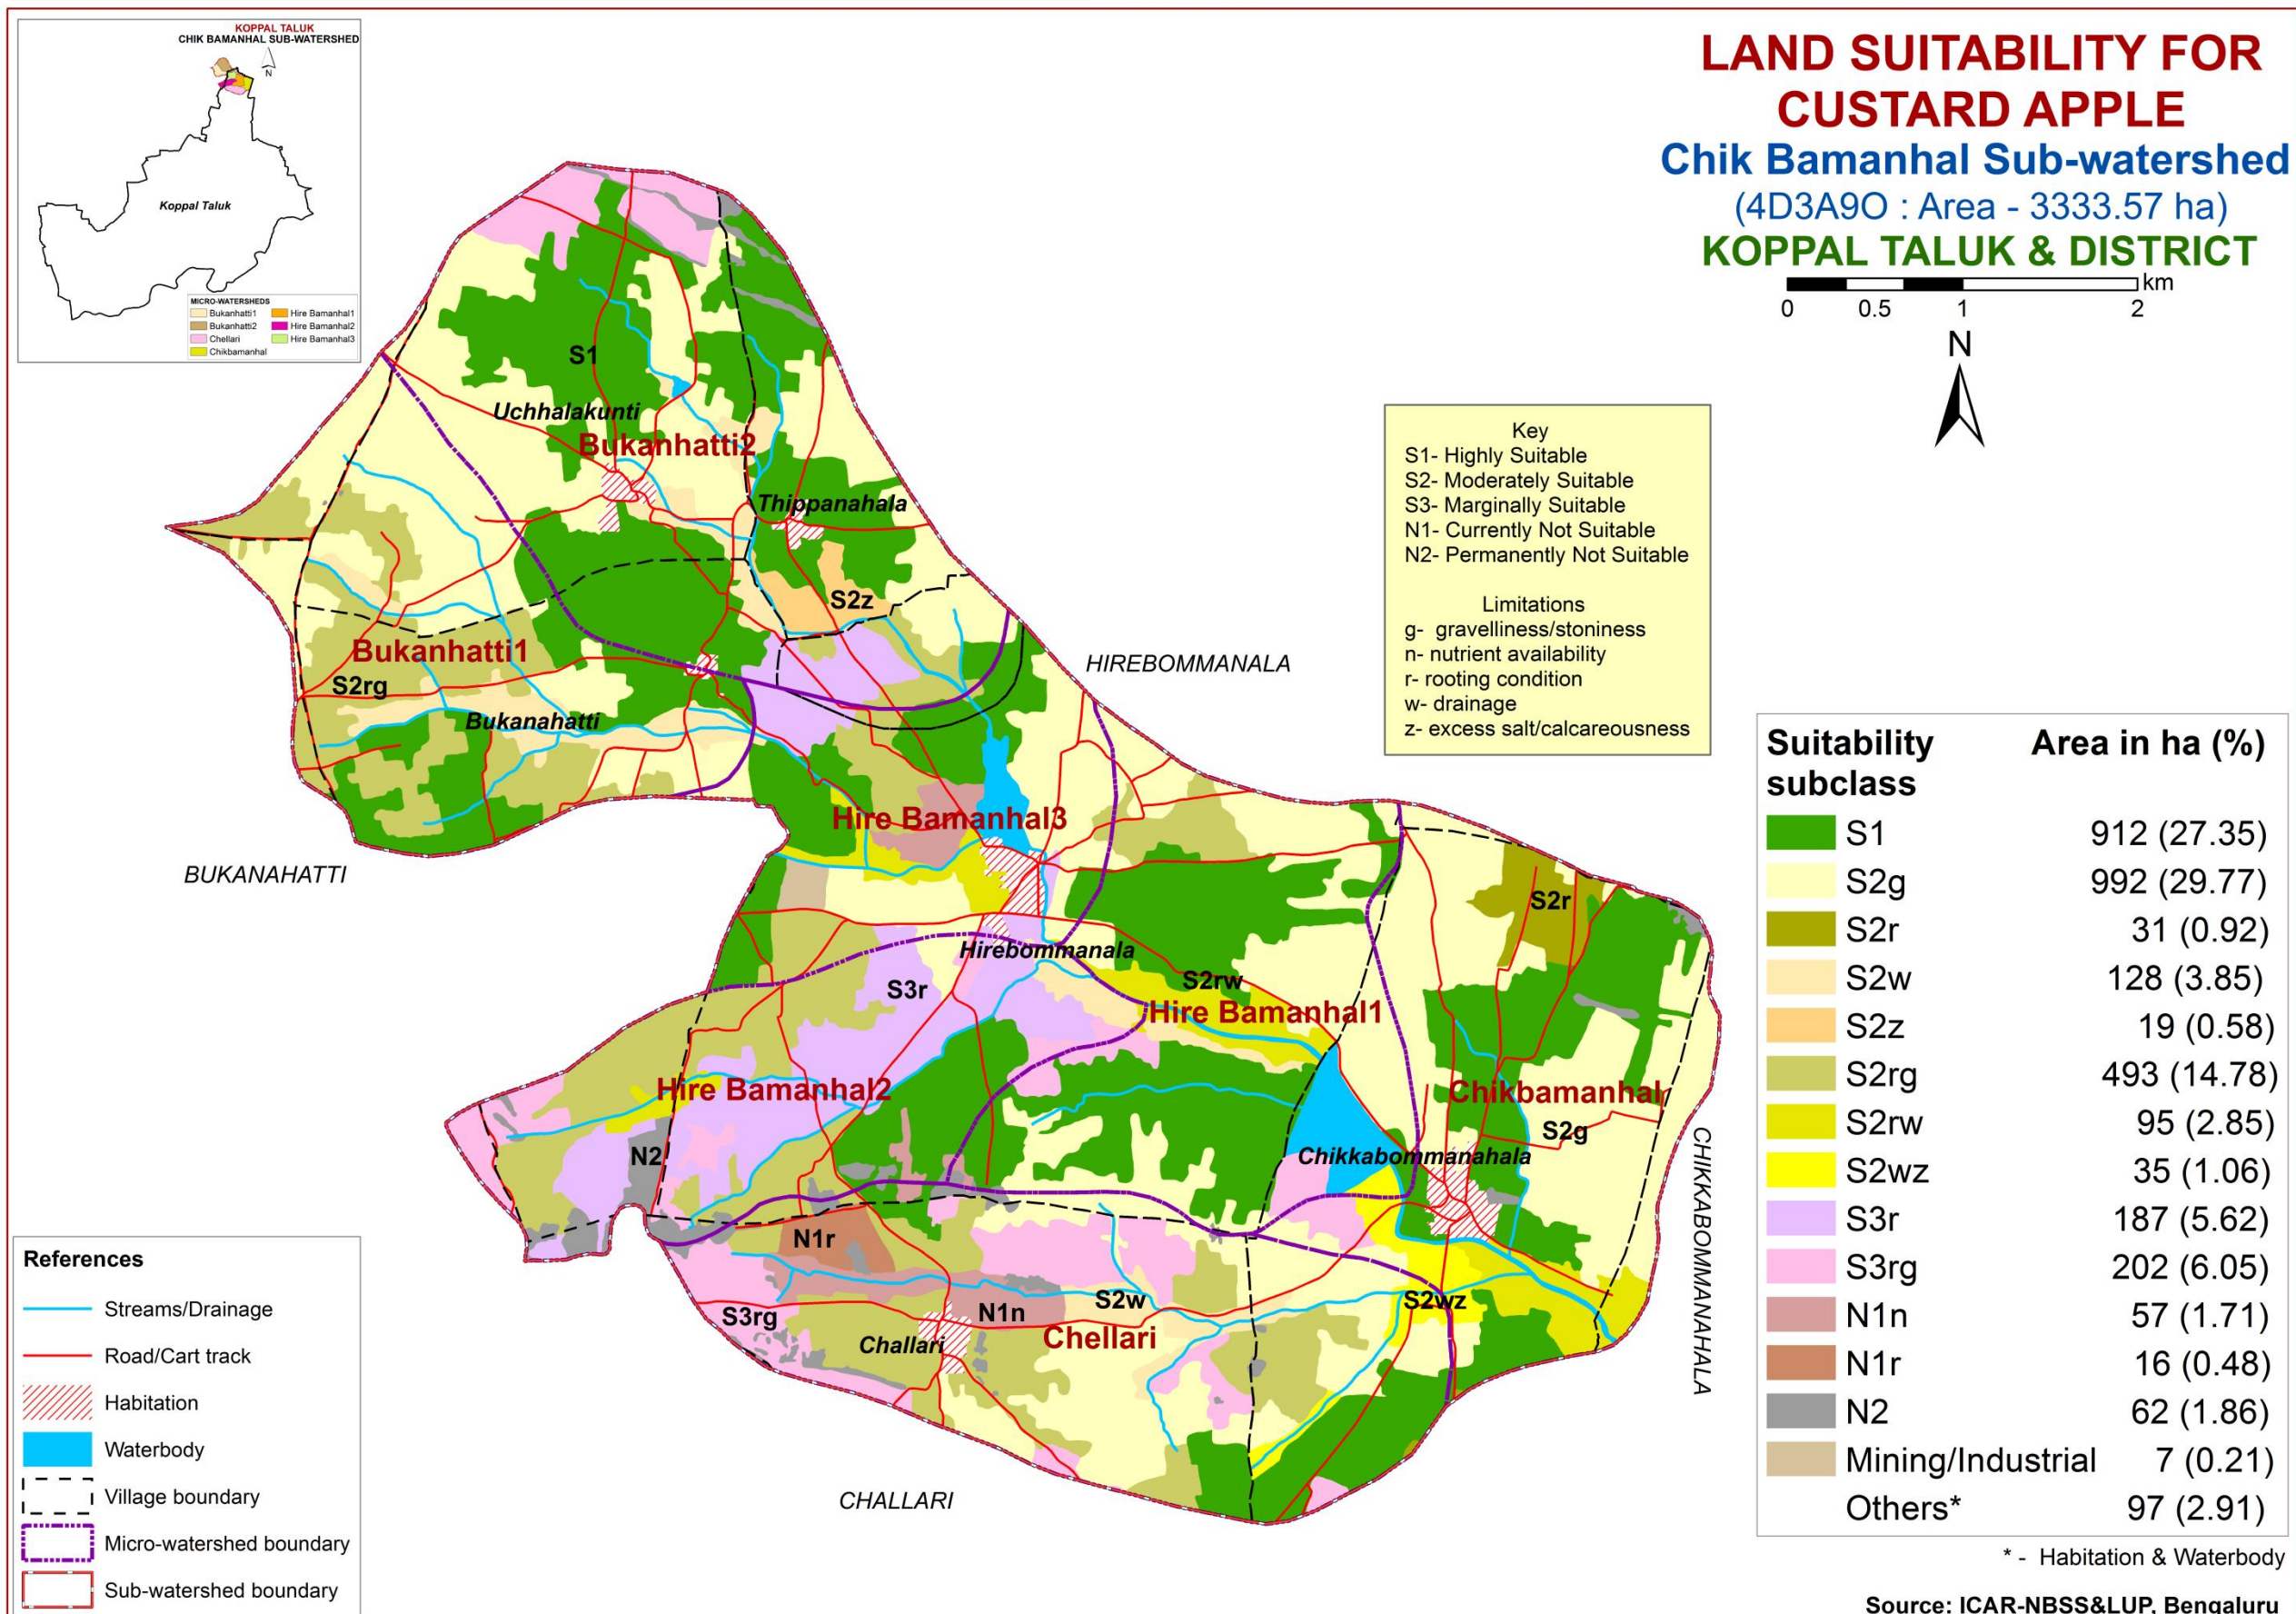 KOPPAL TALUK
CHIK BAMANHAL SUB-WATERSHED
N
Koppal Taluk
MICRO-WATERSHEDS
Bukanhatti1
Bukanhatti2
Chellari
Chikbamanhal
Hire Bamanhal1
Hire Bamanhal2
Hire Bamanhal3
LAND SUITABILITY FOR
CUSTARD APPLE
Chik Bamanhal Sub-watershed
(4D3A9O : Area - 3333.57 ha)
KOPPAL TALUK & DISTRICT
km
0 0.5 1 2
N
Key
S1- Highly Suitable
S2- Moderately Suitable
S3- Marginally Suitable
N1- Currently Not Suitable
N2- Permanently Not Suitable
Limitations
g- gravelliness/stoniness
n- nutrient availability
r- rooting condition
w- drainage
z- excess salt/calcareousness
S1
Uchhalakunti
Bukanhatti2
Thippanahala
S2z
Bukanhatti1
S2rg
Bukanahatti
HIREBOMMANALA
Hire Bamanhal3
BUKANAHATTI
S2r
Hirebommanala
S3r
S2rw
Hire Bamanhal1
Hire Bamanhal2
Chikbamanhal
S2g
N2
Chikkabommanahala
CHIKKABOMMANAHALA
N1r
S3rg
N1n
S2w
S2wz
Challari
Chellari
CHALLARI
Suitability subclass Area in ha (%)
S1 912 (27.35)
S2g 992 (29.77)
S2r 31 (0.92)
S2w 128 (3.85)
S2z 19 (0.58)
S2rg 493 (14.78)
S2rw 95 (2.85)
S2wz 35 (1.06)
S3r 187 (5.62)
S3rg 202 (6.05)
N1n 57 (1.71)
N1r 16 (0.48)
N2 62 (1.86)
Mining/Industrial 7 (0.21)
Others* 97 (2.91)
* - Habitation & Waterbody
Source: ICAR-NBSS&LUP, Bengaluru
References
Streams/Drainage
Road/Cart track
Habitation
Waterbody
Village boundary
Micro-watershed boundary
Sub-watershed boundary